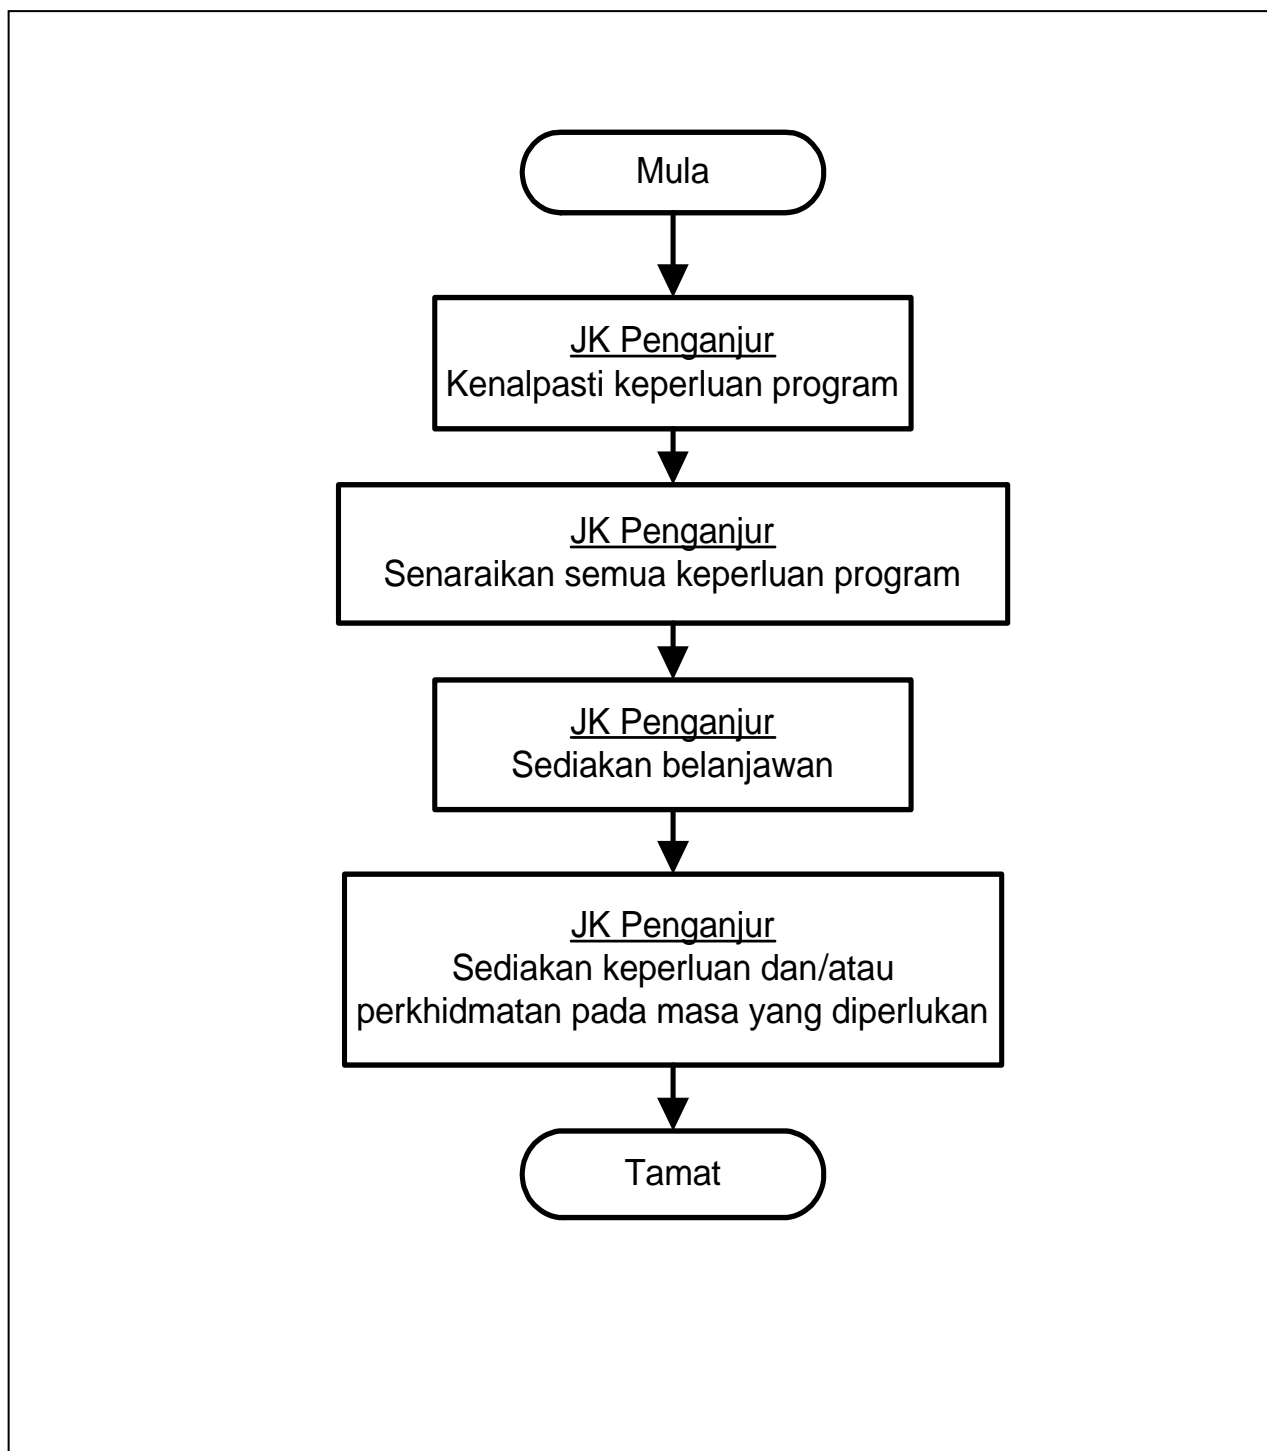 Mula
JK Penganjur
Kenalpasti keperluan program
JK Penganjur
Senaraikan semua keperluan program
JK Penganjur
Sediakan belanjawan
JK Penganjur
Sediakan keperluan dan/atau
perkhidmatan pada masa yang diperlukan
Tamat